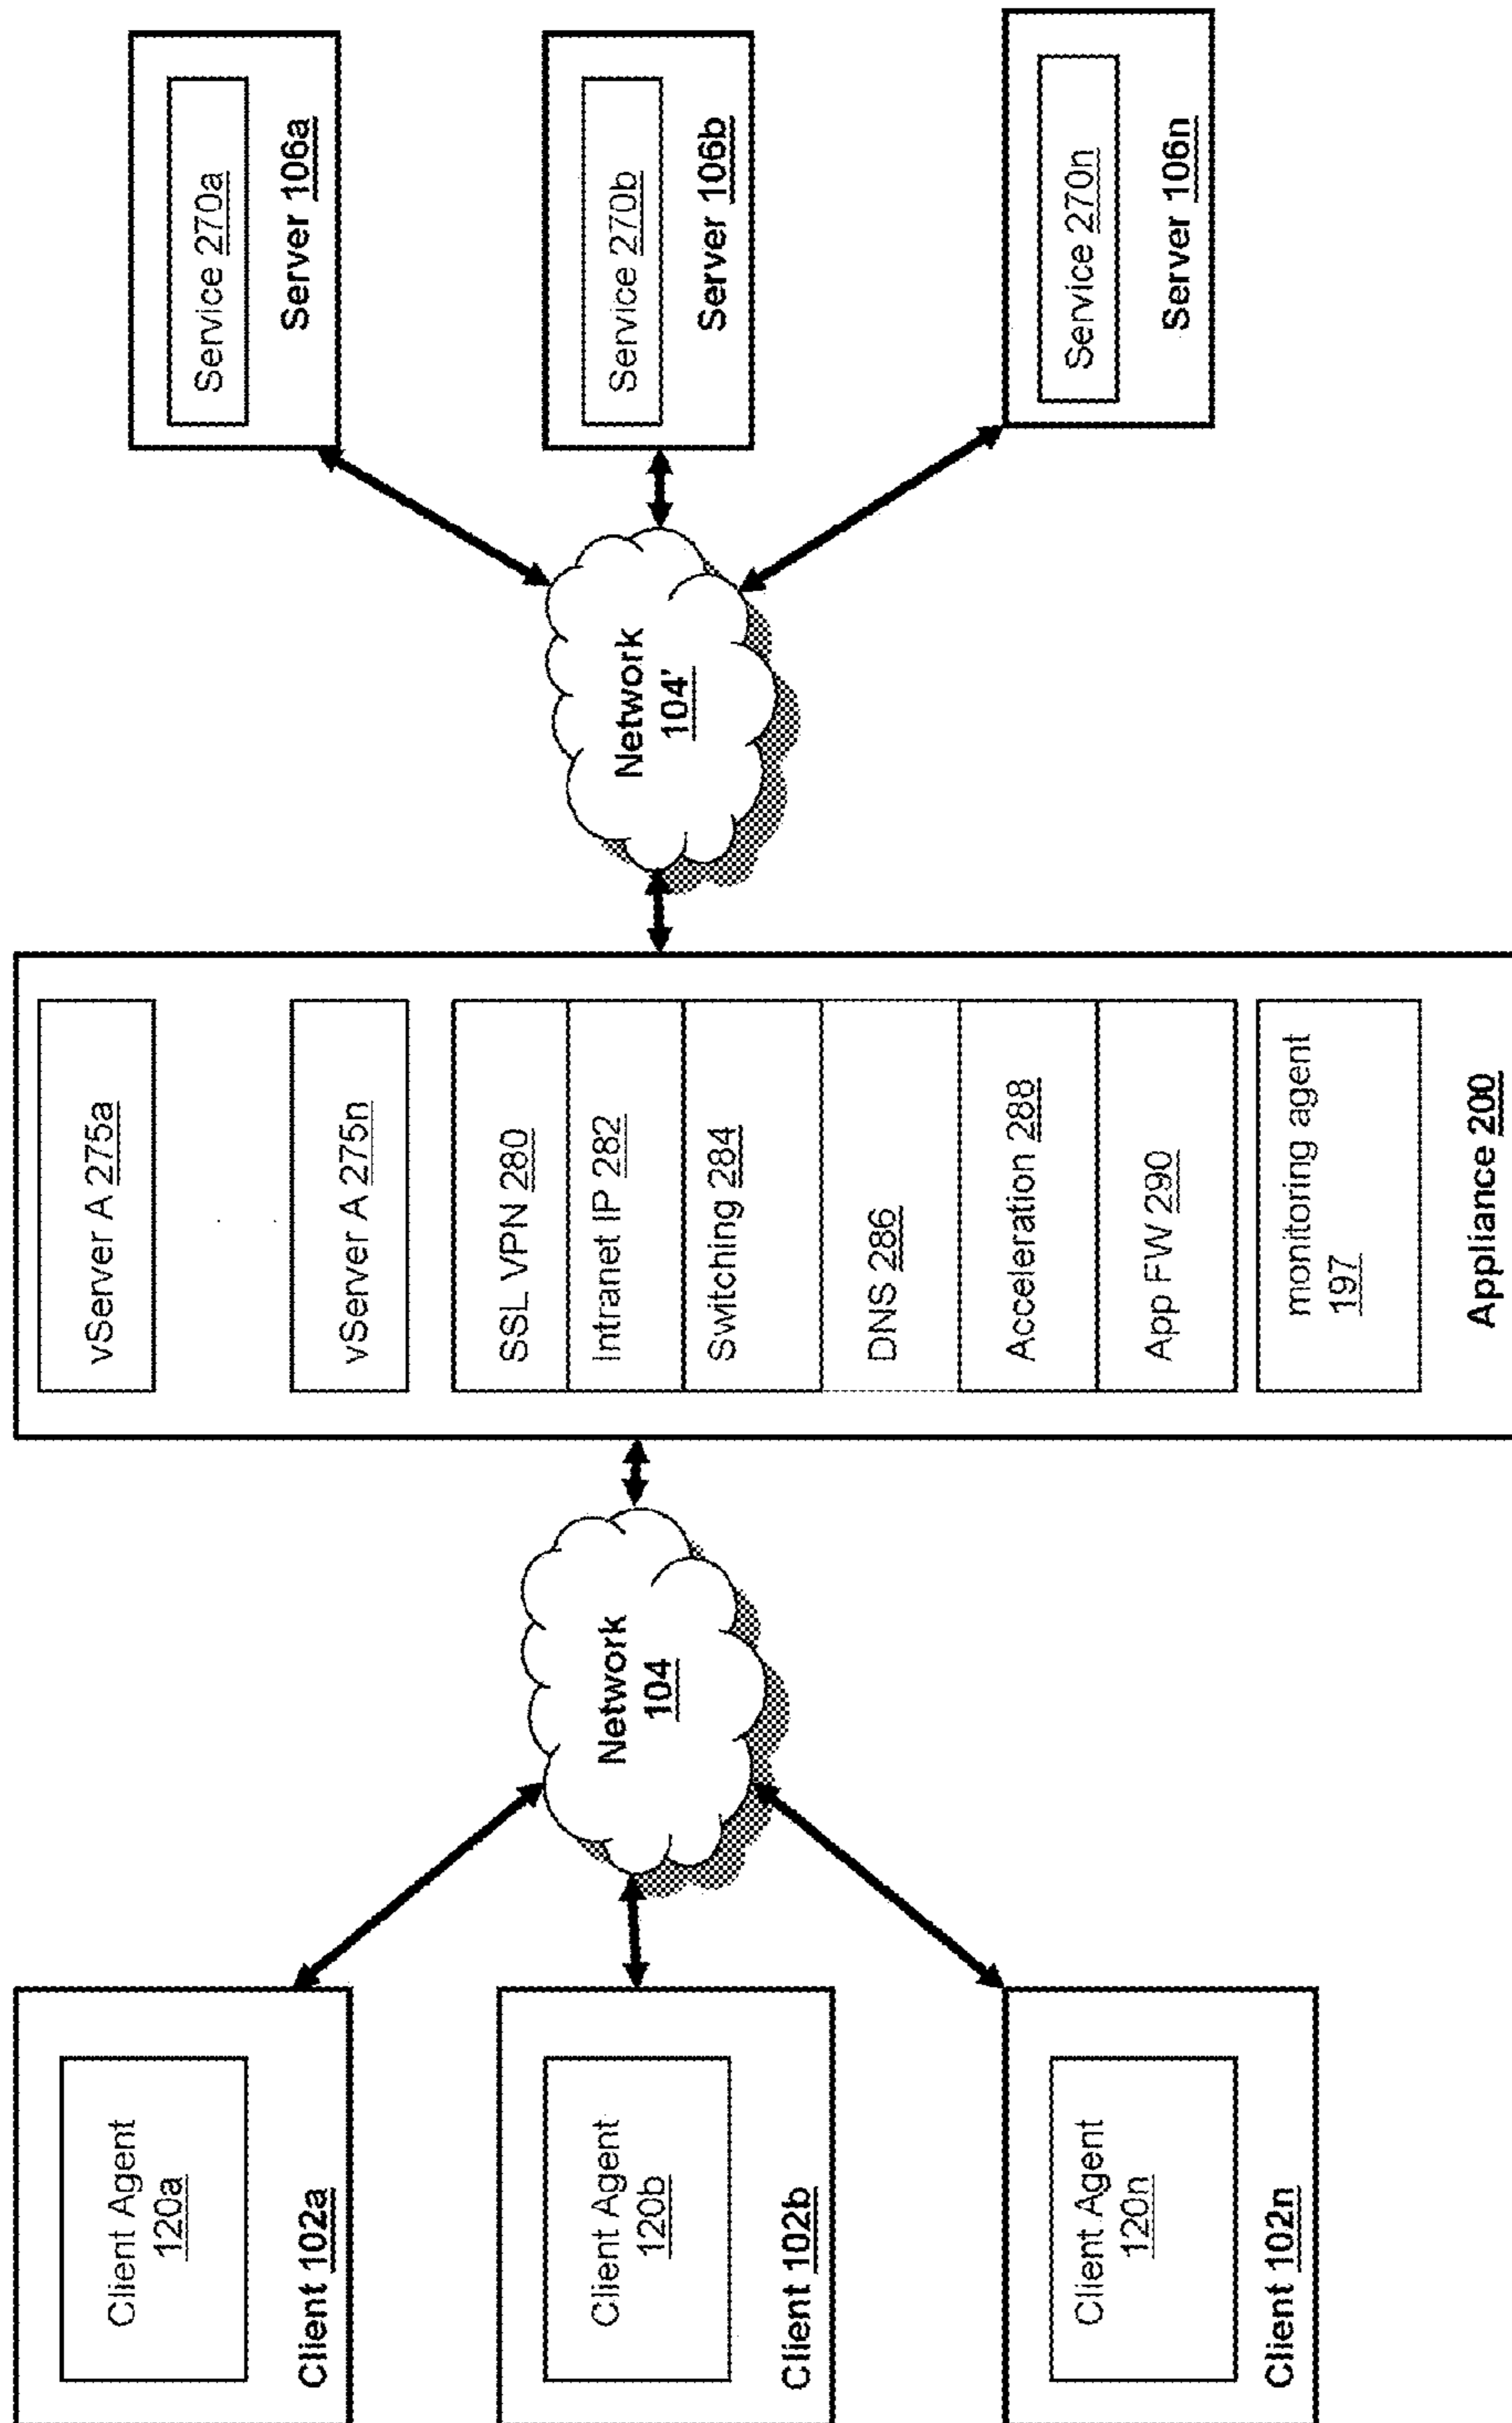 Client Agent
120a
Client 102a
Client Agent
120b
Client 102b
Client Agent
120n
Client 102n
Network
104
vServer A 275a
vServer A 275n
SSL VPN 280
Intranet IP 282
Switching 284
DNS 286
Acceleration 288
App FW 290
monitoring agent
197
Appliance 200
Network
104'
Service 270a
Server 106a
Service 270b
Server 106b
Service 270n
Server 106n